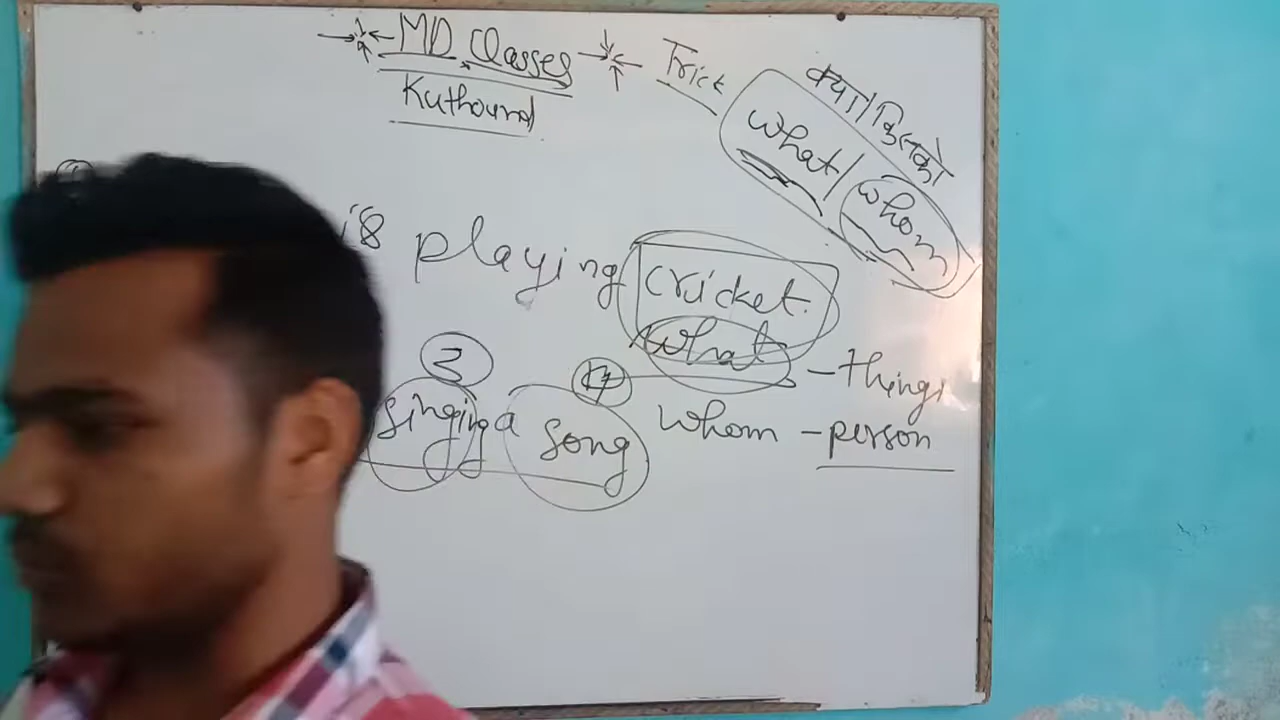 MD Classes
Kuthound
Trick
क्या/किसको
what/whom
is playing cricket.
what - things
3
4
singing a song
whom - person